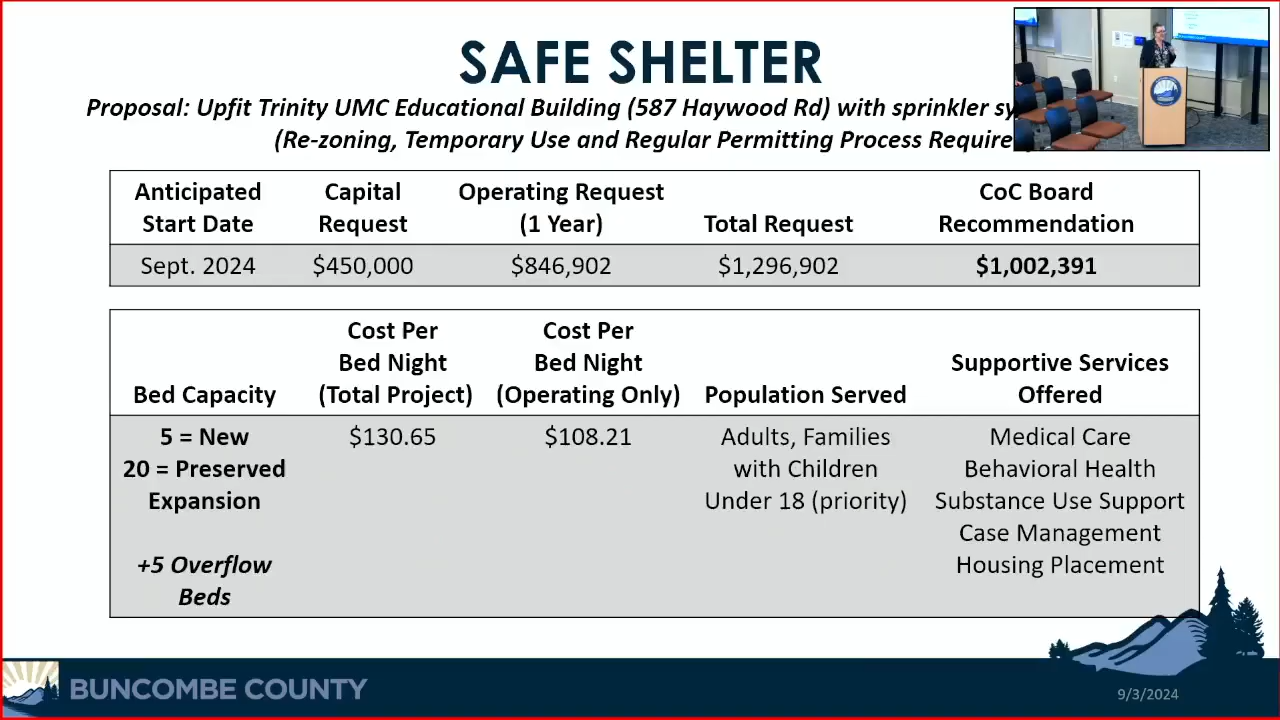 SAFE SHELTER
Proposal: Upfit Trinity UMC Educational Building (587 Haywood Rd) with sprinkler
(Re-zoning, Temporary Use and Regular Permitting Process
Anticipated Start Date
Capital Request
Operating Request (1 Year)
Total Request
CoC Board Recommendation
Sept. 2024
$450,000
$846,902
$1,296,902
$1,002,391
Bed Capacity
Cost Per
Bed Night
(Total Project)
Cost Per
Bed Night
(Operating Only)
Population Served
Supportive Services
Offered
5 = New
20 = Preserved
Expansion
+5 Overflow
Beds
$130.65
$108.21
Adults, Families
with Children
Under 18 (priority)
Medical Care
Behavioral Health
Substance Use Support
Case Management
Housing Placement
BUNCOMBE COUNTY
9/3/2024